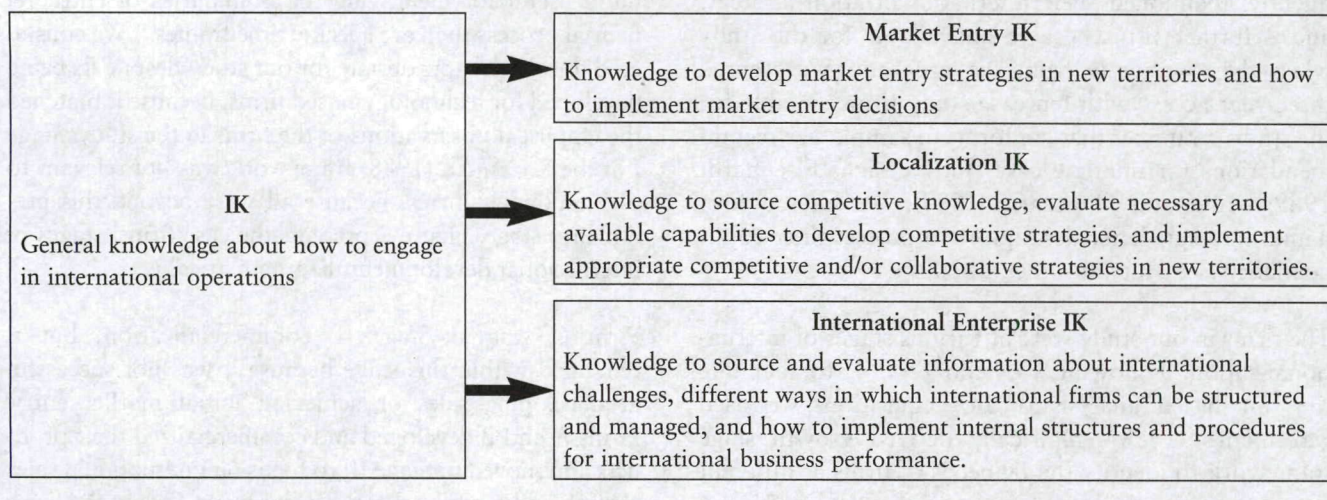 IK
General knowledge about how to engage
in international operations
Market Entry IK
Knowledge to develop market entry strategies in new territories and how
to implement market entry decisions
Localization IK
Knowledge to source competitive knowledge, evaluate necessary and
available capabilities to develop competitive strategies, and implement
appropriate competitive and/or collaborative strategies in new territories.
International Enterprise IK
Knowledge to source and evaluate information about international
challenges, different ways in which international firms can be structured
and managed, and how to implement internal structures and procedures
for international business performance.